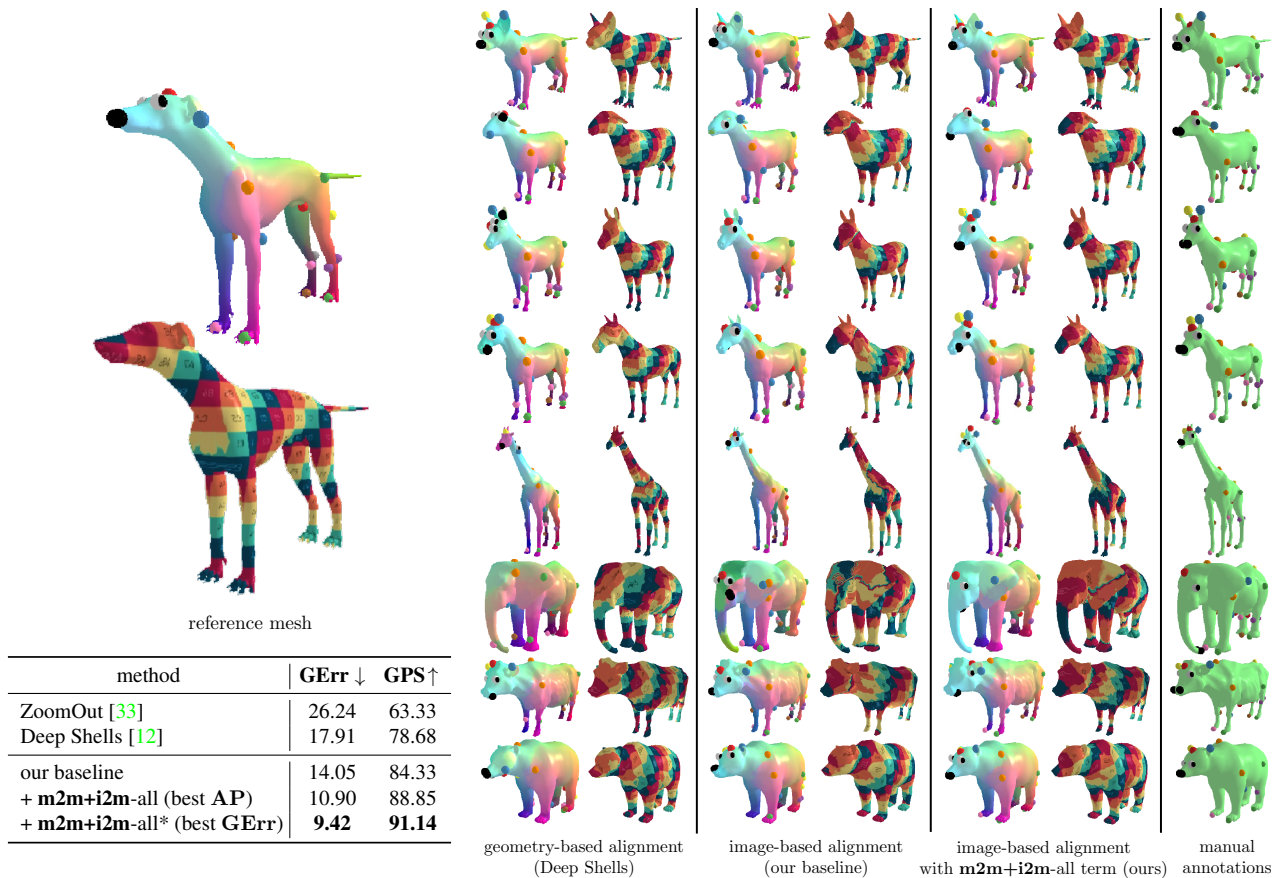 reference mesh
method GErr ↓ GPS↑
ZoomOut [33] 26.24 63.33
Deep Shells [12] 17.91 78.68
our baseline 14.05 84.33
+ m2m+i2m-all (best AP) 10.90 88.85
+ m2m+i2m-all* (best GErr) 9.42 91.14
geometry-based alignment
(Deep Shells)
image-based alignment
(our baseline)
image-based alignment
with m2m+i2m-all term (ours)
manual
annotations